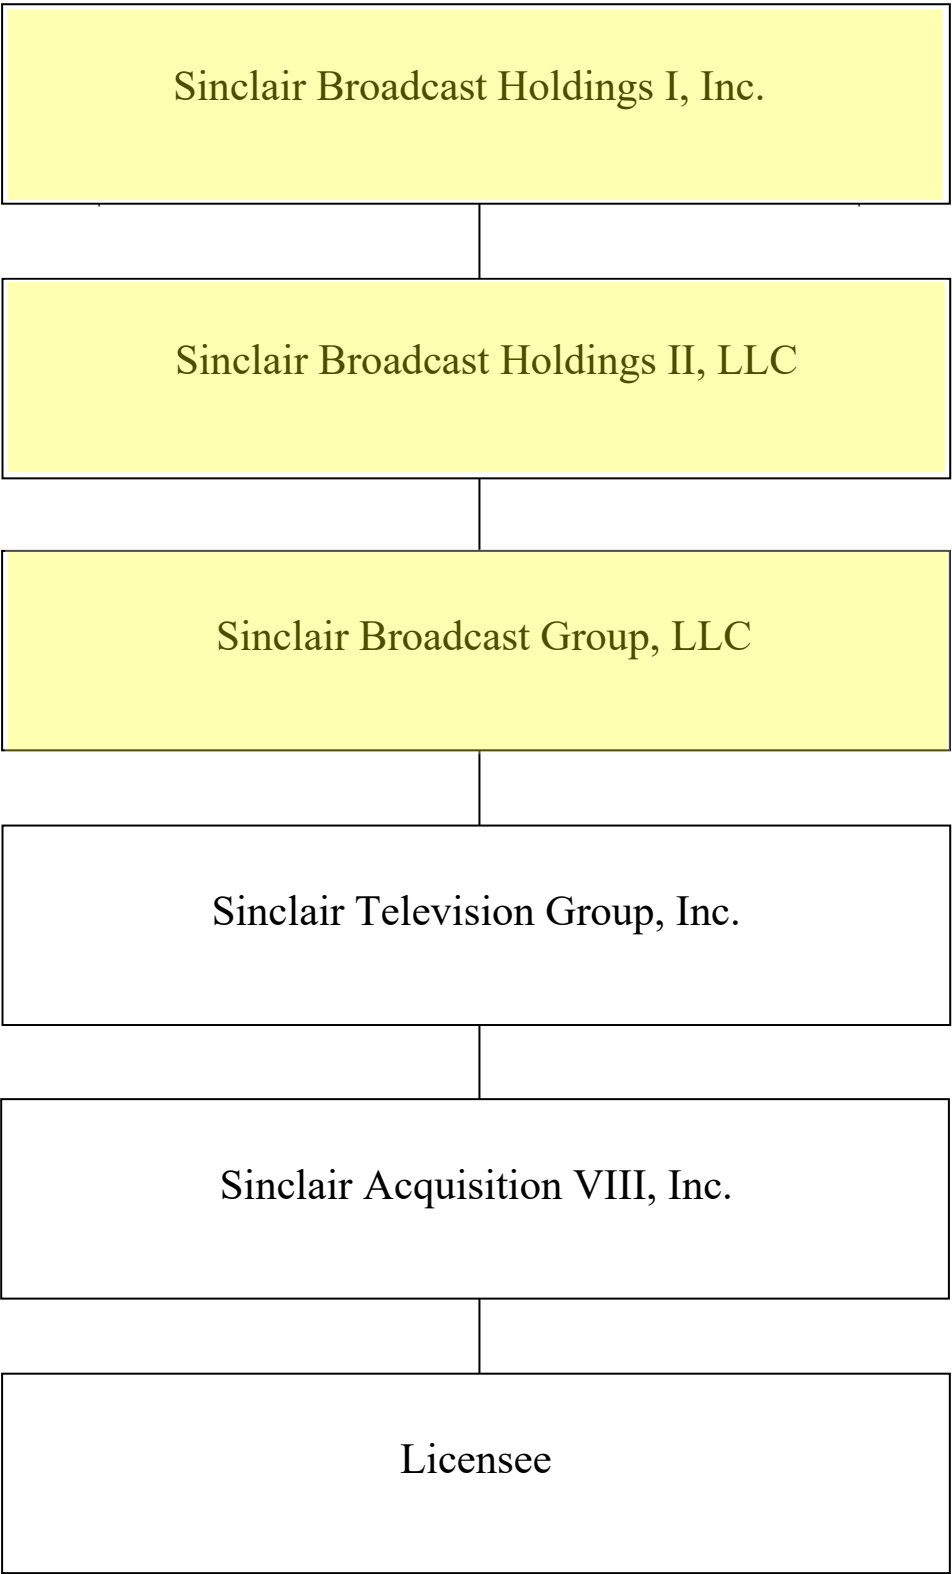 Sinclair Broadcast Holdings I, Inc.
Sinclair Broadcast Holdings II, LLC
Sinclair Broadcast Group, LLC
Sinclair Television Group, Inc.
Sinclair Acquisition VIII, Inc.
Licensee